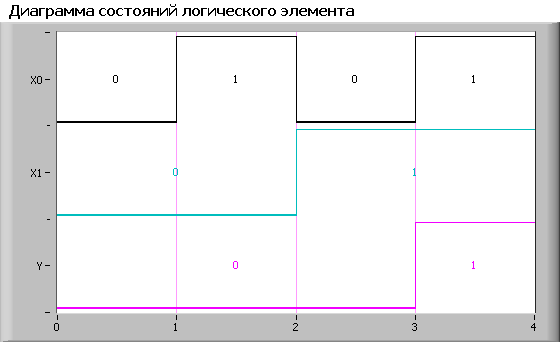 Диаграмма состояний логического элемента
X0
0 1 0 1
X1
0 1
Y
0 1
0 1 2 3 4